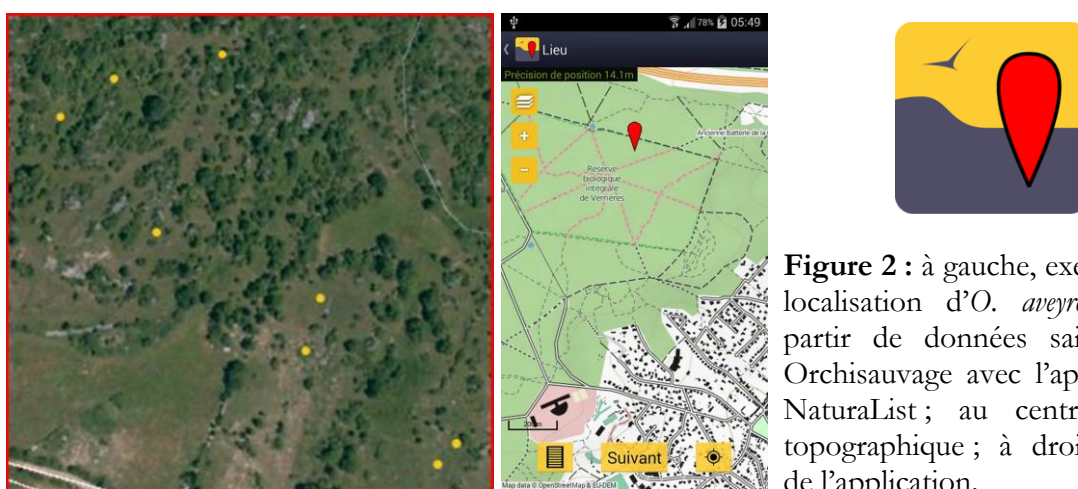 78% 05:49
Lieu
Précision de position 14.1m
+
Ancienne Batterie de la
-
Réserve
biologique
intégrale
de Verrières
Suivant
Map data © OpenStreetMap & EU-DEM
Figure 2 : à gauche, exe
localisation d’O. aveyr
partir de données sai
Orchisauvage avec l’ap
NaturaList ; au centr
topographique ; à droi
de l’application.